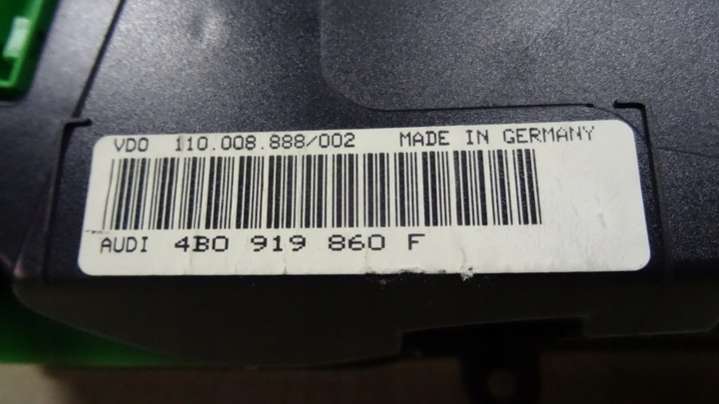 VDO 110.008.888/002 MADE IN GERMANY
AUDI 4B0 919 860 F